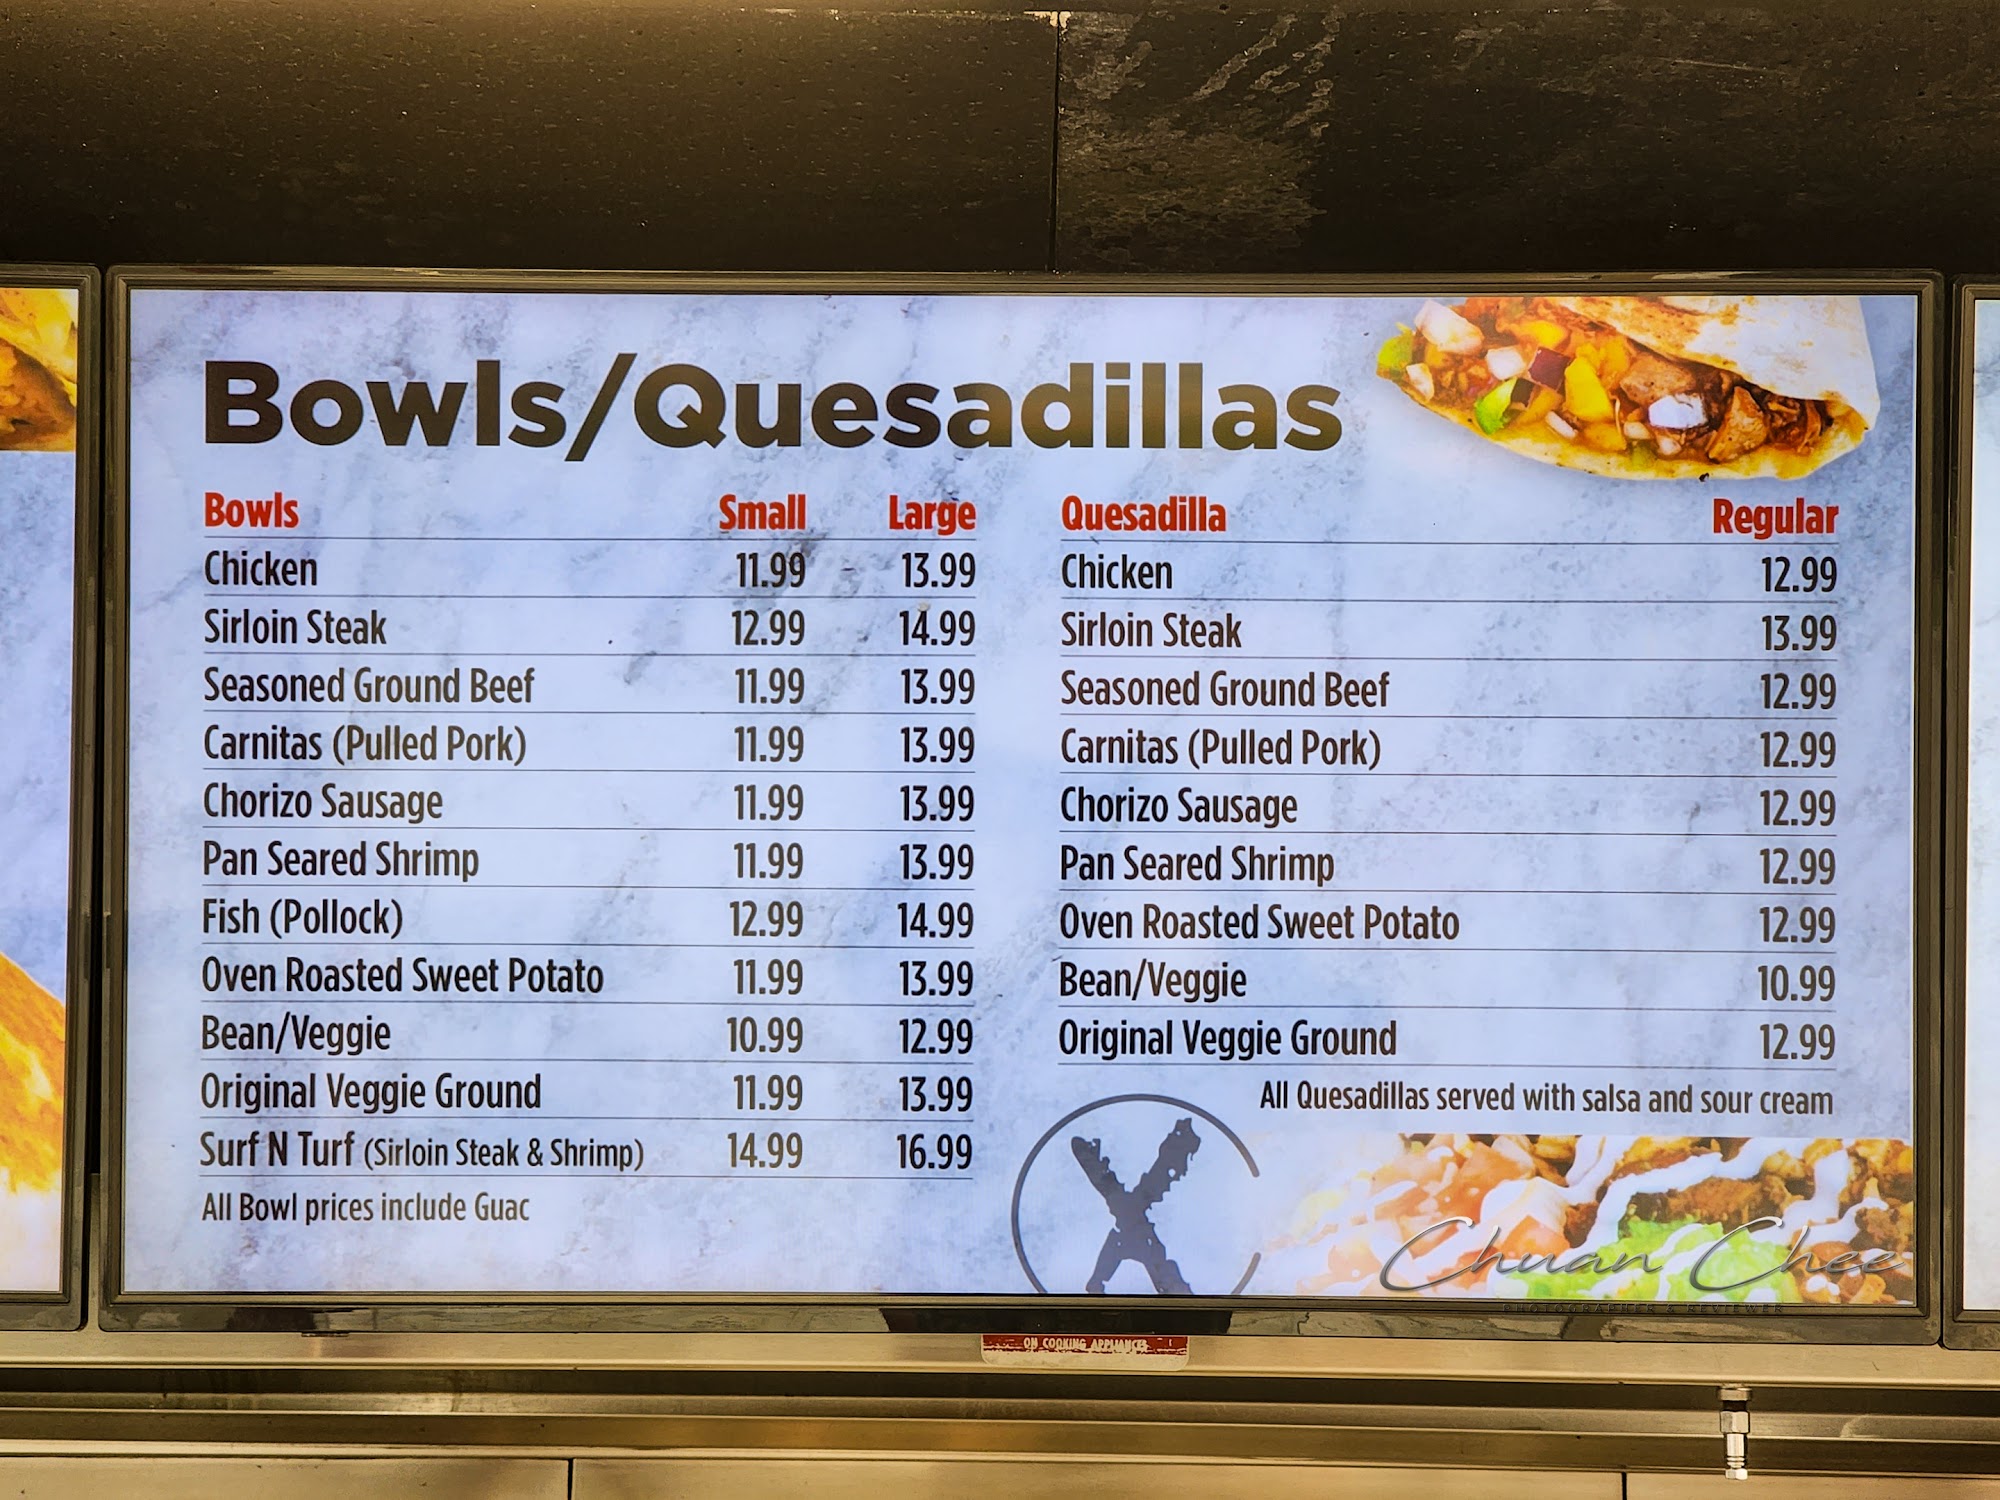 Bowls/Quesadillas
Bowls Small Large
Chicken 11.99 13.99
Sirloin Steak 12.99 14.99
Seasoned Ground Beef 11.99 13.99
Carnitas (Pulled Pork) 11.99 13.99
Chorizo Sausage 11.99 13.99
Pan Seared Shrimp 11.99 13.99
Fish (Pollock) 12.99 14.99
Oven Roasted Sweet Potato 11.99 13.99
Bean/Veggie 10.99 12.99
Original Veggie Ground 11.99 13.99
Surf N Turf (Sirloin Steak & Shrimp) 14.99 16.99
All Bowl prices include Guac
Quesadilla Regular
Chicken 12.99
Sirloin Steak 13.99
Seasoned Ground Beef 12.99
Carnitas (Pulled Pork) 12.99
Chorizo Sausage 12.99
Pan Seared Shrimp 12.99
Oven Roasted Sweet Potato 12.99
Bean/Veggie 10.99
Original Veggie Ground 12.99
All Quesadillas served with salsa and sour cream
X
Chuan Chee
PHOTOGRAPHER & REVIEWER
ON COOKING APPLIANCES